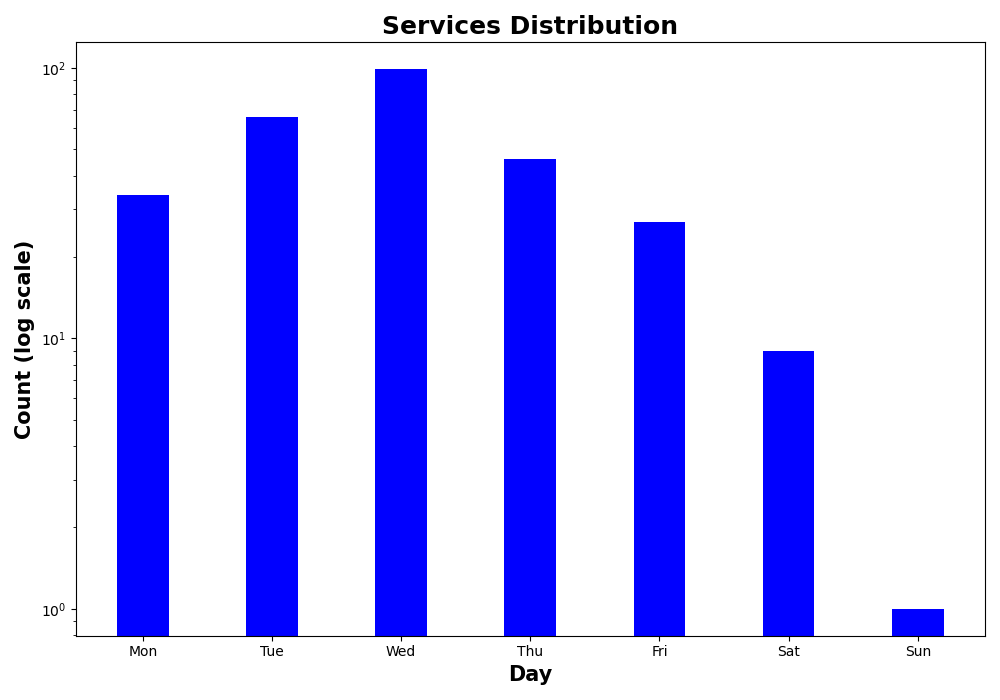 Services Distribution
Count (log scale)
10²
10¹
10⁰
Mon Tue Wed Thu Fri Sat Sun
Day